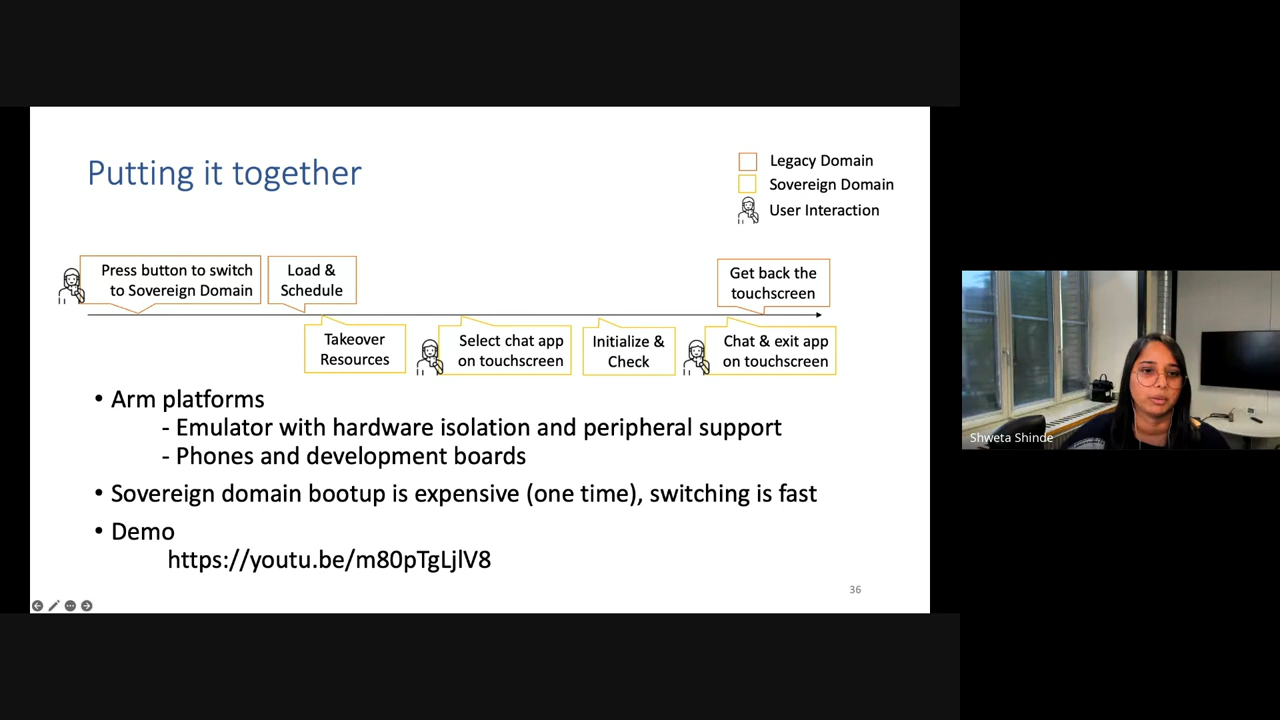 Putting it together
Legacy Domain
Sovereign Domain
User Interaction
Press button to switch
to Sovereign Domain
Load &
Schedule
Get back the
touchscreen
Takeover
Resources
Select chat app
on touchscreen
Initialize &
Check
Chat & exit app
on touchscreen
• Arm platforms
- Emulator with hardware isolation and peripheral support
- Phones and development boards
• Sovereign domain bootup is expensive (one time), switching is fast
• Demo
https://youtu.be/m80pTgLjlV8
36
Shweta Shinde